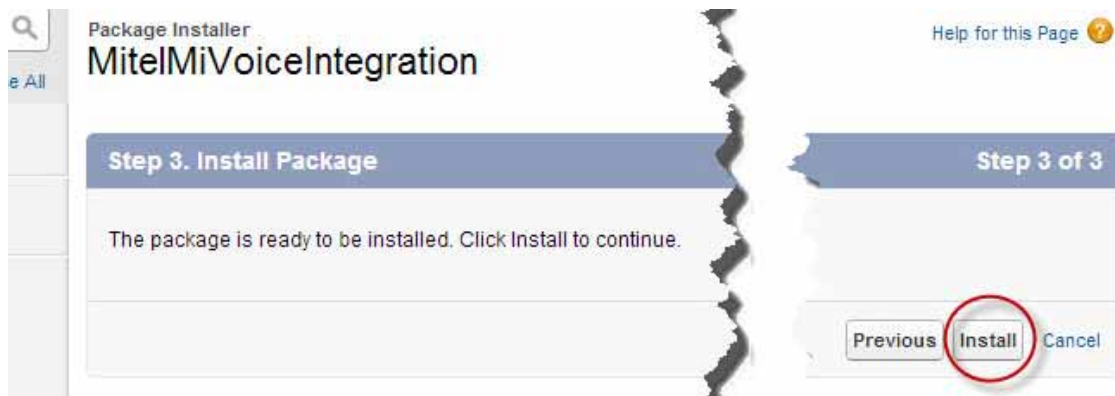 Package Installer
Help for this Page
MitelMiVoiceIntegration
e All
Step 3. Install Package
Step 3 of 3
The package is ready to be installed. Click Install to continue.
Previous Install Cancel